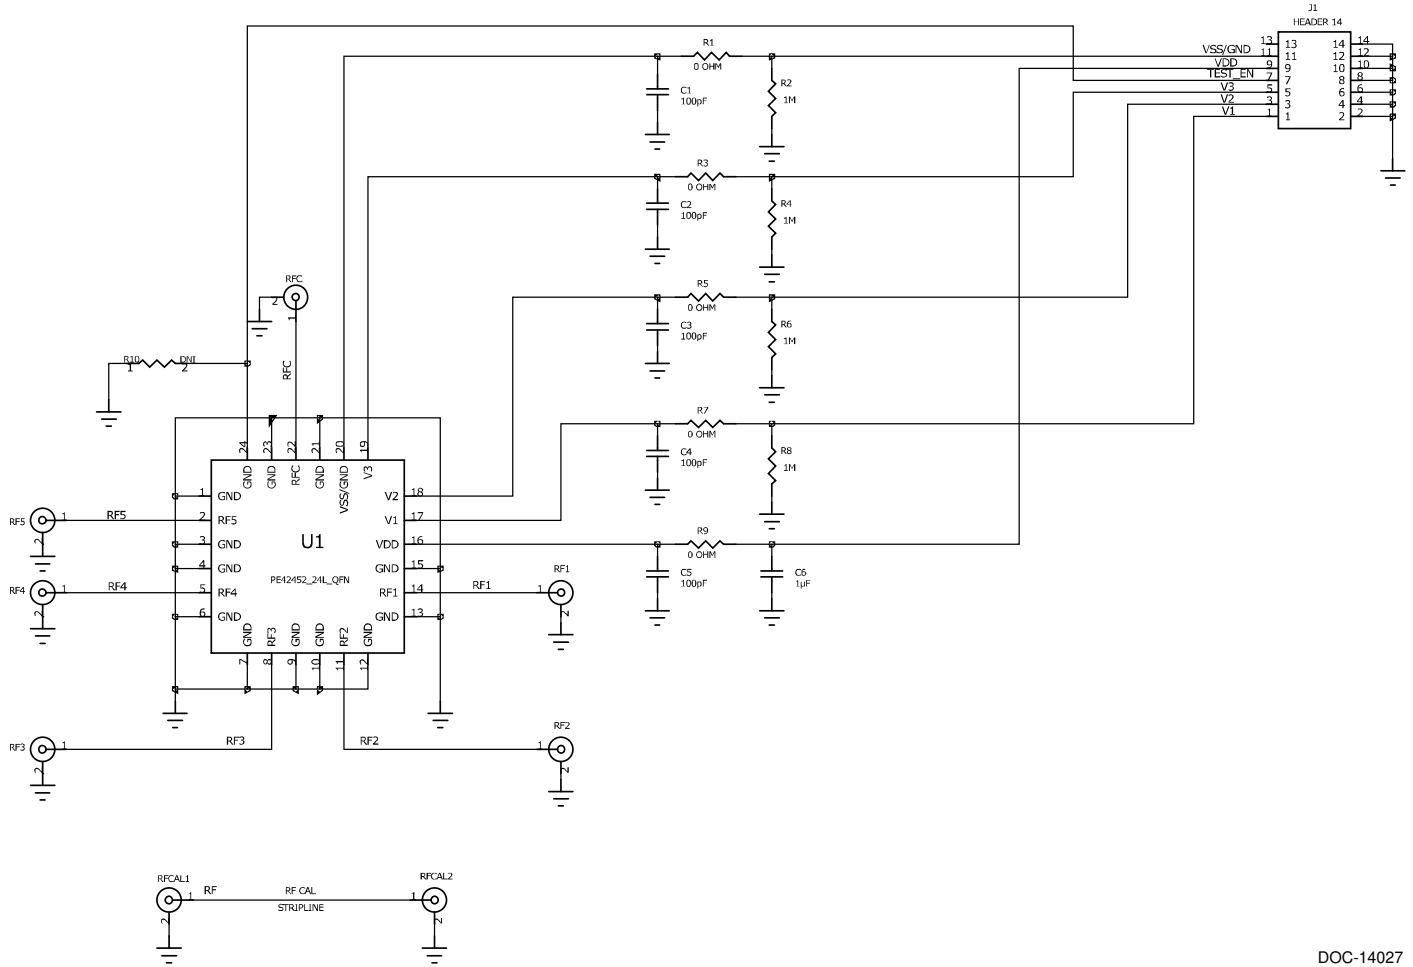 J1
HEADER 14
13 13 14 14
VSS/GND 11 11 12 12
VDD 9 9 10 10
TEST_EN 7 7 8 8
V3 5 5 6 6
V2 3 3 4 4
V1 1 1 2 2
R1
0 OHM
C1
100pF
R2
1M
R3
0 OHM
C2
100pF
R4
1M
R5
0 OHM
C3
100pF
R6
1M
R7
0 OHM
C4
100pF
R8
1M
R9
0 OHM
C5
100pF
C6
1µF
RFC
2
1
RFC
R10 DNI
1 2
24 23 22 21 20 19
GND GND RFC GND VSS/GND V3
1 GND
2 RF5
3 GND
4 GND
5 RF4
6 GND
V2 18
V1 17
VDD 16
GND 15
RF1 14
GND 13
U1
PE42452_24L_QFN
GND RF3 GND GND RF2 GND
7 8 9 10 11 12
RF5 1 RF5
2
RF4 1 RF4
2
RF1 1 RF1
2
RF3 1 RF3
2
RF2 1 RF2
2
RFCAL1 RFCAL2
1 RF RF CAL 1
STRIPLINE
2 2
DOC-14027